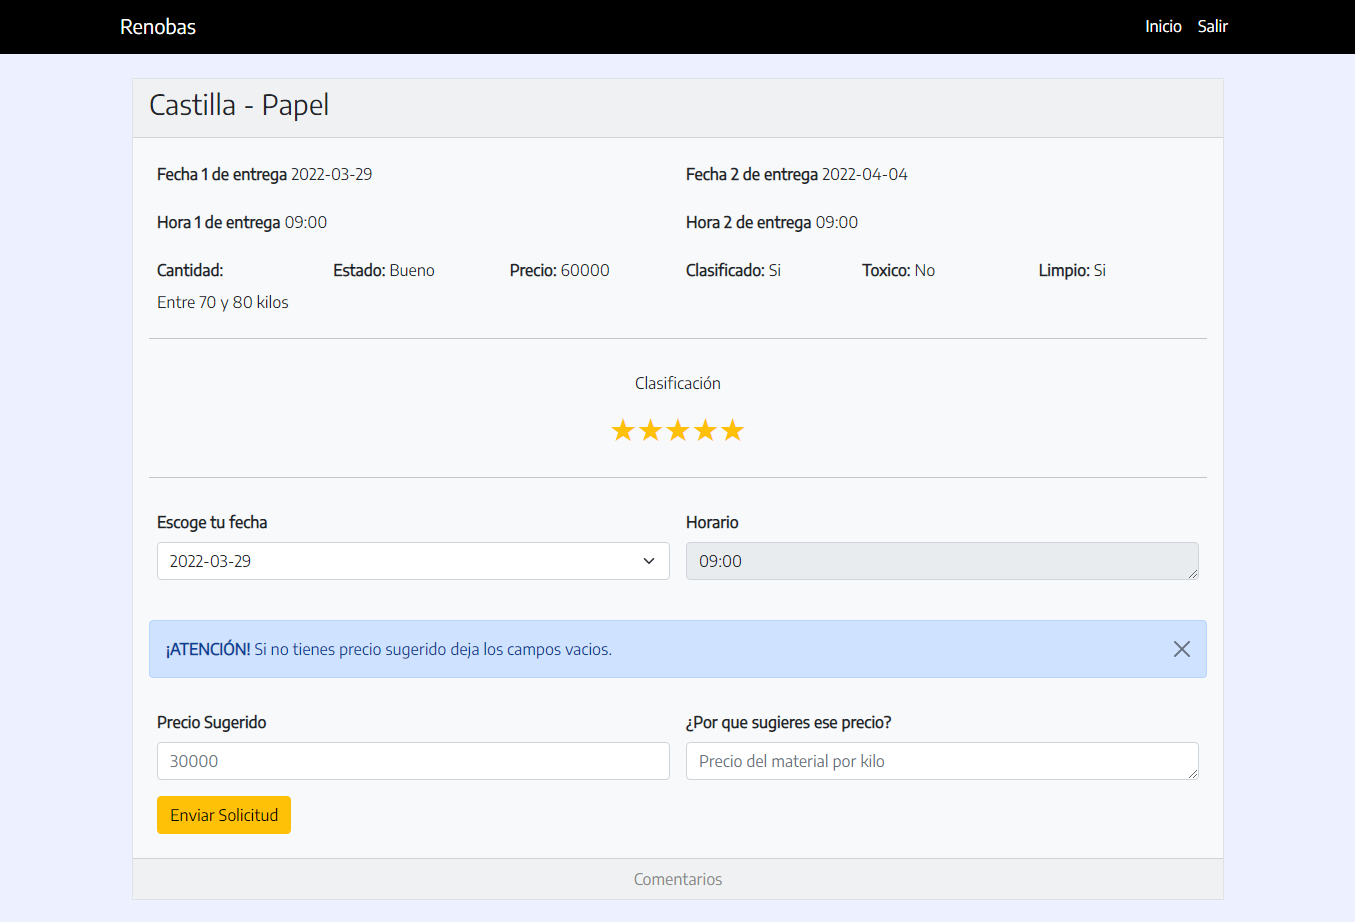 Renobas
Inicio Salir
Castilla - Papel
Fecha 1 de entrega 2022-03-29
Fecha 2 de entrega 2022-04-04
Hora 1 de entrega 09:00
Hora 2 de entrega 09:00
Cantidad:
Entre 70 y 80 kilos
Estado: Bueno
Precio: 60000
Clasificado: Si
Toxico: No
Limpio: Si
Clasificación
Escoge tu fecha
2022-03-29
Horario
09:00
¡ATENCIÓN! Si no tienes precio sugerido deja los campos vacios.
Precio Sugerido
30000
¿Por que sugieres ese precio?
Precio del material por kilo
Enviar Solicitud
Comentarios